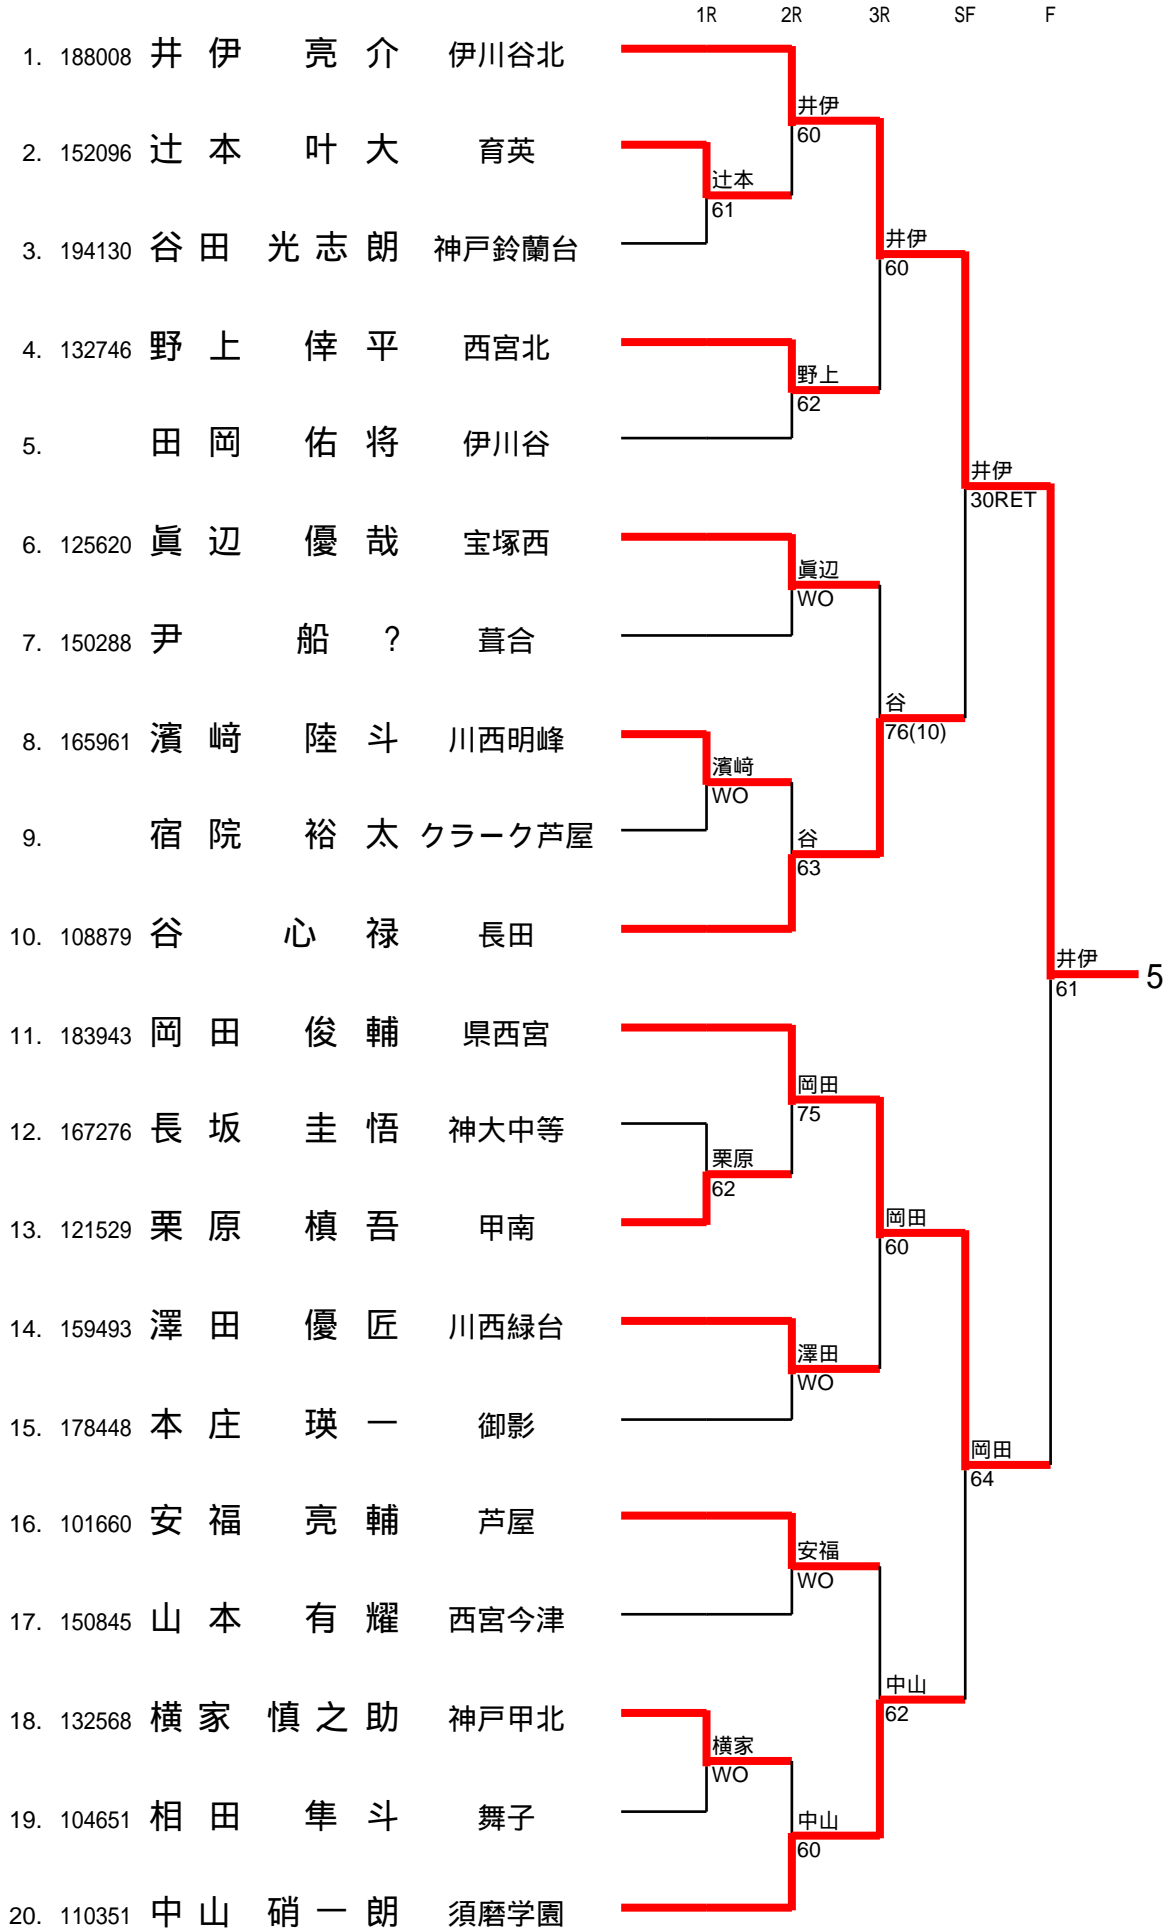 1R 2R 3R SF F
1. 188008 井 伊 亮 介 伊川谷北
井伊
60
2. 152096 辻 本 叶 大 育英
辻本
61
3. 194130 谷 田 光 志 朗 神戸鈴蘭台
井伊
60
4. 132746 野 上 倖 平 西宮北
野上
62
5. 田 岡 佑 将 伊川谷
井伊
30RET
6. 125620 眞 辺 優 哉 宝塚西
眞辺
WO
7. 150288 尹 船 ? 葺合
谷
76(10)
8. 165961 濱 﨑 陸 斗 川西明峰
濱﨑
WO
9. 宿 院 裕 太 クラーク芦屋
谷
63
10. 108879 谷 心 禄 長田
井伊
61
5
11. 183943 岡 田 俊 輔 県西宮
岡田
75
12. 167276 長 坂 圭 悟 神大中等
栗原
62
13. 121529 栗 原 槙 吾 甲南
岡田
60
14. 159493 澤 田 優 匠 川西緑台
澤田
WO
15. 178448 本 庄 瑛 一 御影
岡田
64
16. 101660 安 福 亮 輔 芦屋
安福
WO
17. 150845 山 本 有 耀 西宮今津
中山
62
18. 132568 横 家 慎 之 助 神戸甲北
横家
WO
19. 104651 相 田 隼 斗 舞子
中山
60
20. 110351 中 山 硝 一 朗 須磨学園